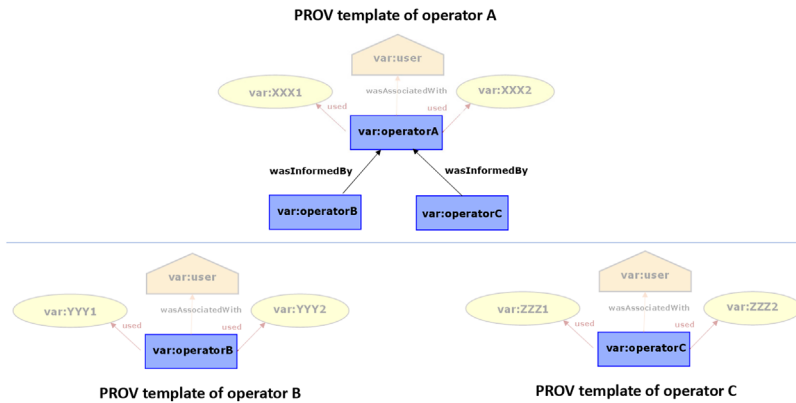 PROV template of operator A
var:user
var:XXX1
wasAssociatedWith
var:XXX2
used
used
var:operatorA
wasInformedBy
wasInformedBy
var:operatorB
var:operatorC
var:user
var:YYY1
wasAssociatedWith
var:YYY2
used
used
var:operatorB
PROV template of operator B
var:user
var:ZZZ1
wasAssociatedWith
var:ZZZ2
used
used
var:operatorC
PROV template of operator C